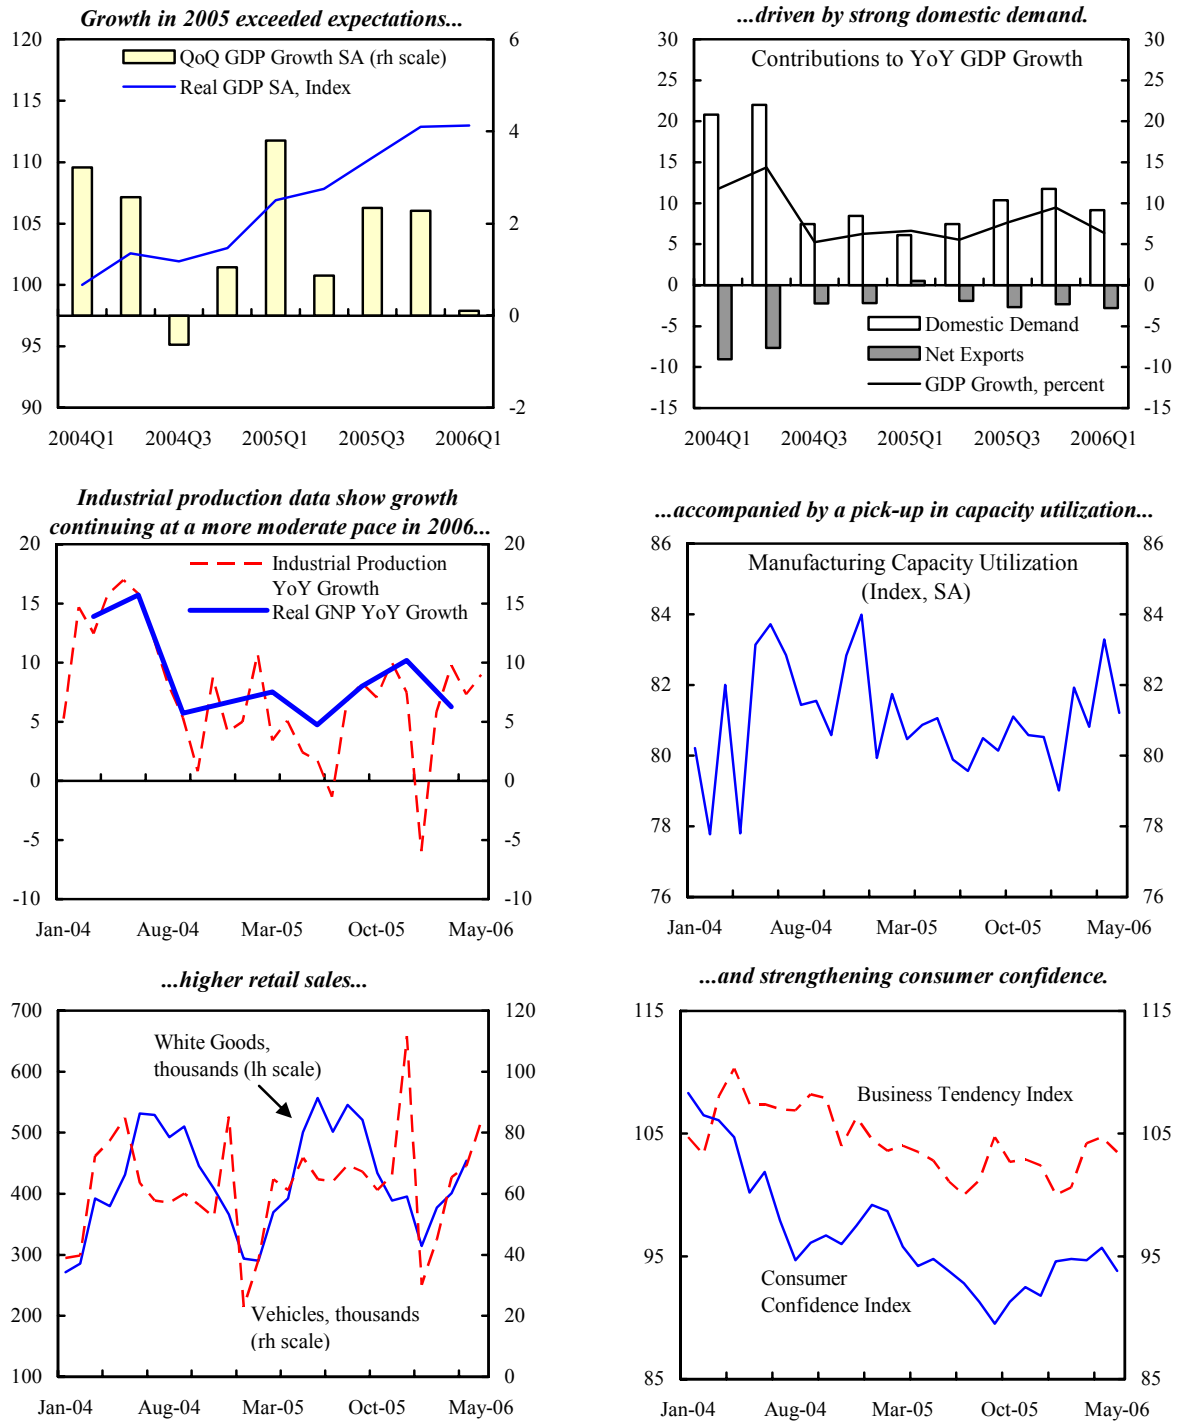 Growth in 2005 exceeded expectations...
120
115
110
105
100
95
90
6
4
2
0
-2
QoQ GDP Growth SA (rh scale)
Real GDP SA, Index
2004Q1 2004Q3 2005Q1 2005Q3 2006Q1
...driven by strong domestic demand.
30
25
20
15
10
5
0
-5
-10
-15
30
25
20
15
10
5
0
-5
-10
-15
Contributions to YoY GDP Growth
Domestic Demand
Net Exports
GDP Growth, percent
2004Q1 2004Q3 2005Q1 2005Q3 2006Q1
Industrial production data show growth
continuing at a more moderate pace in 2006...
20
15
10
5
0
-5
-10
20
15
10
5
0
-5
-10
Industrial Production
YoY Growth
Real GNP YoY Growth
Jan-04 Aug-04 Mar-05 Oct-05 May-06
...accompanied by a pick-up in capacity utilization...
86
84
82
80
78
76
86
84
82
80
78
76
Manufacturing Capacity Utilization
(Index, SA)
Jan-04 Aug-04 Mar-05 Oct-05 May-06
...higher retail sales...
700
600
500
400
300
200
100
120
100
80
60
40
20
0
White Goods,
thousands (lh scale)
Vehicles, thousands
(rh scale)
Jan-04 Aug-04 Mar-05 Oct-05 May-06
...and strengthening consumer confidence.
115
105
95
85
115
105
95
85
Business Tendency Index
Consumer
Confidence Index
Jan-04 Aug-04 Mar-05 Oct-05 May-06